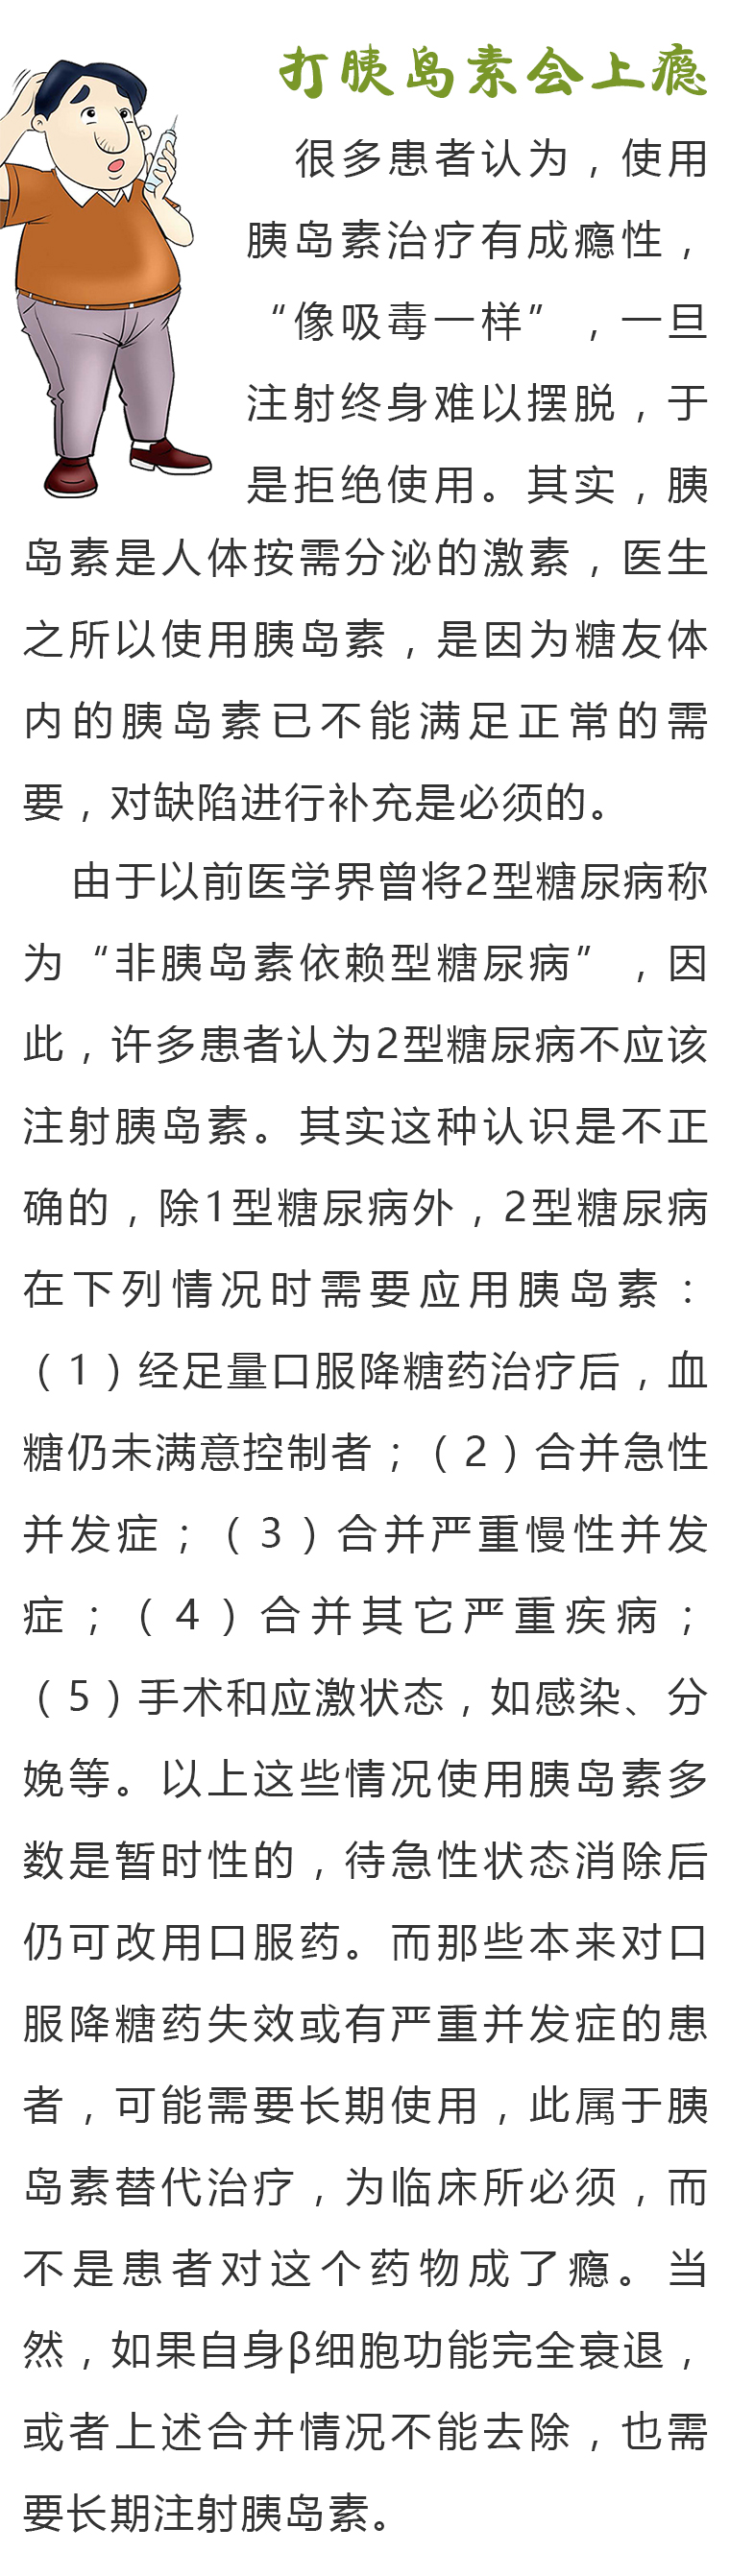 打胰岛素会上瘾
很多患者认为，使用
胰岛素治疗有成瘾性，
“像吸毒一样”，一旦
注射终身难以摆脱，于
是拒绝使用。其实，胰
岛素是人体按需分泌的激素，医生
之所以使用胰岛素，是因为糖友体
内的胰岛素已不能满足正常的需
要，对缺陷进行补充是必须的。
由于以前医学界曾将2型糖尿病称
为“非胰岛素依赖型糖尿病”，因
此，许多患者认为2型糖尿病不应该
注射胰岛素。其实这种认识是不正
确的，除1型糖尿病外，2型糖尿病
在下列情况时需要应用胰岛素：
（1）经足量口服降糖药治疗后，血
糖仍未满意控制者；（2）合并急性
并发症；（3）合并严重慢性并发
症；（4）合并其它严重疾病；
（5）手术和应激状态，如感染、分
娩等。以上这些情况使用胰岛素多
数是暂时性的，待急性状态消除后
仍可改用口服药。而那些本来对口
服降糖药失效或有严重并发症的患
者，可能需要长期使用，此属于胰
岛素替代治疗，为临床所必须，而
不是患者对这个药物成了瘾。当
然，如果自身β细胞功能完全衰退，
或者上述合并情况不能去除，也需
要长期注射胰岛素。